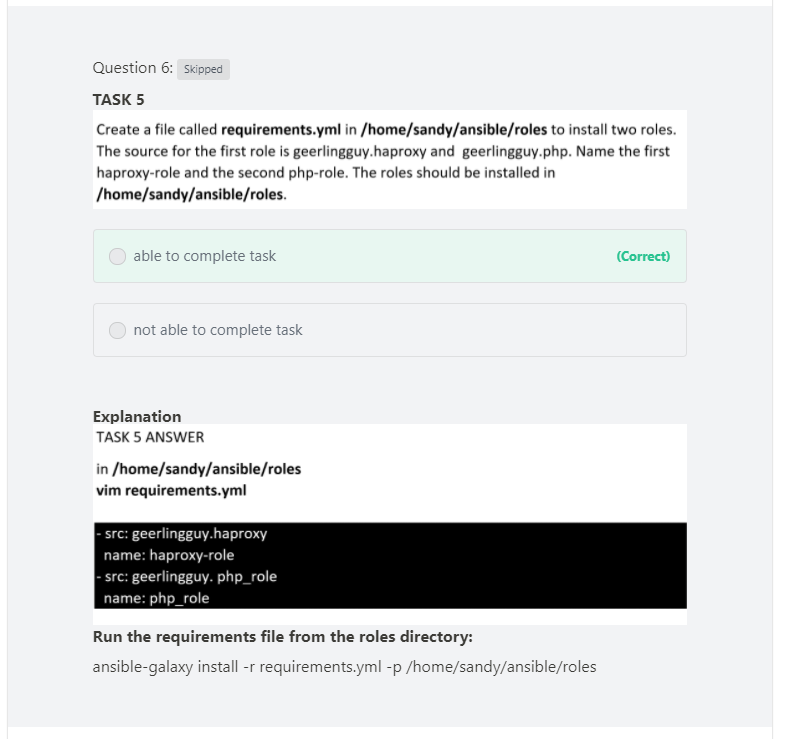 Question 6: Skipped
TASK 5
Create a file called requirements.yml in /home/sandy/ansible/roles to install two roles.
The source for the first role is geerlingguy.haproxy and geerlingguy.php. Name the first
haproxy-role and the second php-role. The roles should be installed in
/home/sandy/ansible/roles.
able to complete task (Correct)
not able to complete task
Explanation
TASK 5 ANSWER
in /home/sandy/ansible/roles
vim requirements.yml
- src: geerlingguy.haproxy
name: haproxy-role
- src: geerlingguy. php_role
name: php_role
Run the requirements file from the roles directory:
ansible-galaxy install -r requirements.yml -p /home/sandy/ansible/roles